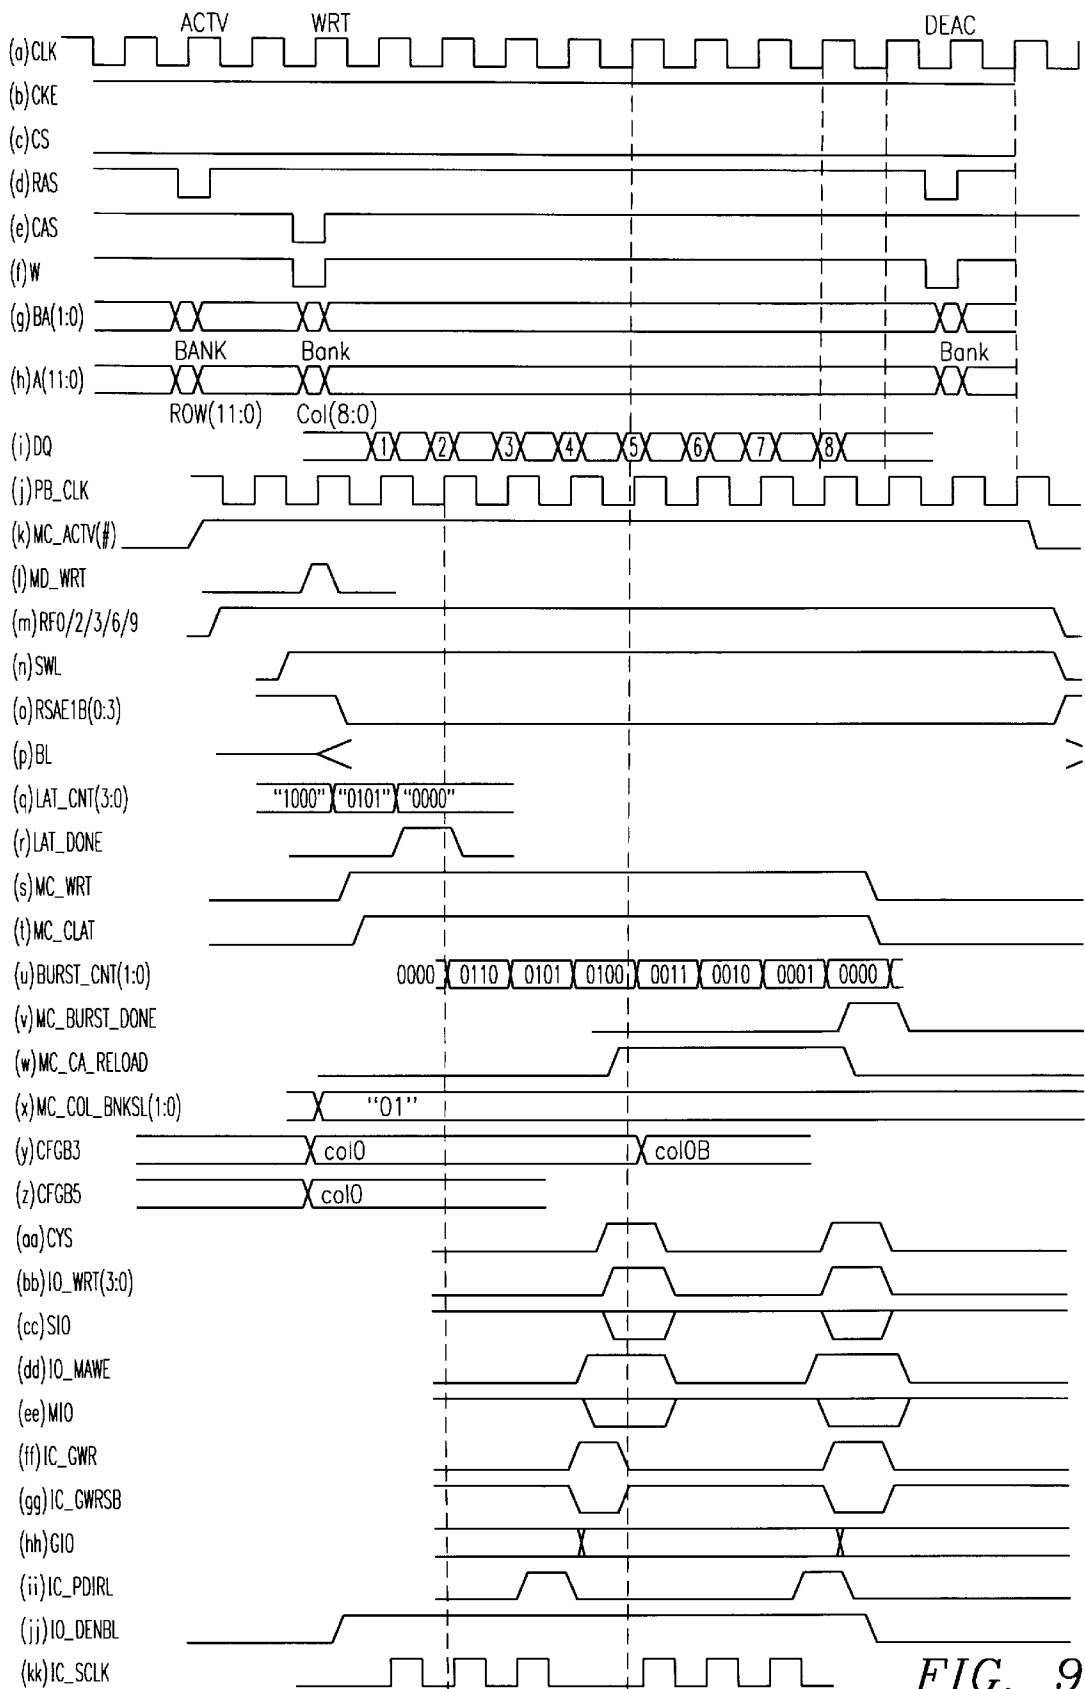 ACTV WRT DEAC
(a) CLK
(b) CKE
(c) CS
(d) RAS
(e) CAS
(f) W
(g) BA(1:0)
BANK Bank Bank
(h) A(11:0)
ROW(11:0) Col(8:0)
(i) DQ 1 2 3 4 5 6 7 8
(j) PB_CLK
(k) MC_ACTV(#)
(l) MD_WRT
(m) RF0/2/3/6/9
(n) SWL
(o) RSAE1B(0:3)
(p) BL
(q) LAT_CNT(3:0) "1000" "0101" "0000"
(r) LAT_DONE
(s) MC_WRT
(t) MC_CLAT
(u) BURST_CNT(1:0) 0000 0110 0101 0100 0011 0010 0001 0000
(v) MC_BURST_DONE
(w) MC_CA_RELOAD
(x) MC_COL_BNKSL(1:0) "01"
(y) CFGB3 col0 col0B
(z) CFGB5 col0
(aa) CYS
(bb) IO_WRT(3:0)
(cc) SIO
(dd) IO_MAWE
(ee) MIO
(ff) IC_GWR
(gg) IC_GWRSB
(hh) GIO
(ii) IC_PDIRL
(jj) IO_DENBL
(kk) IC_SCLK
FIG. 9